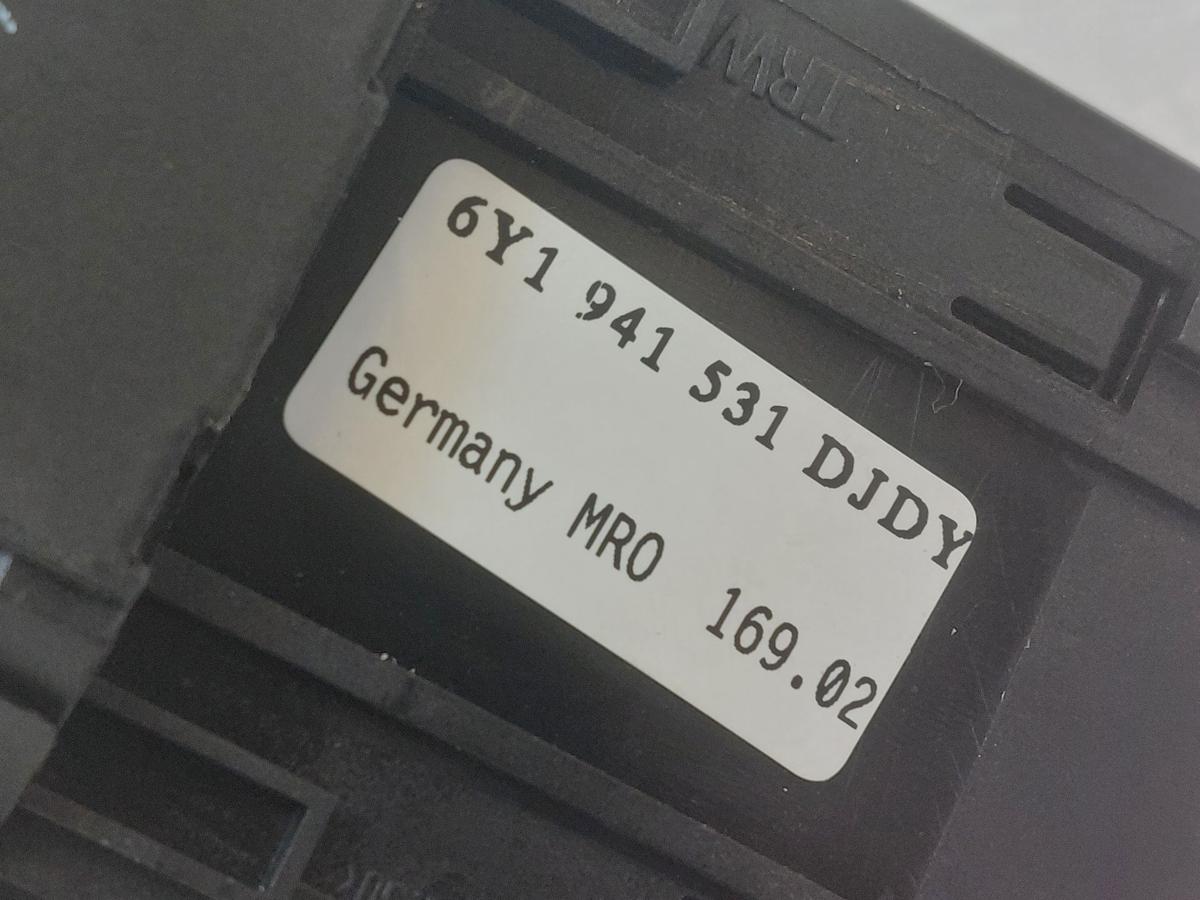 TRW
6Y1 941 531 DJDY
Germany MRO 169.02